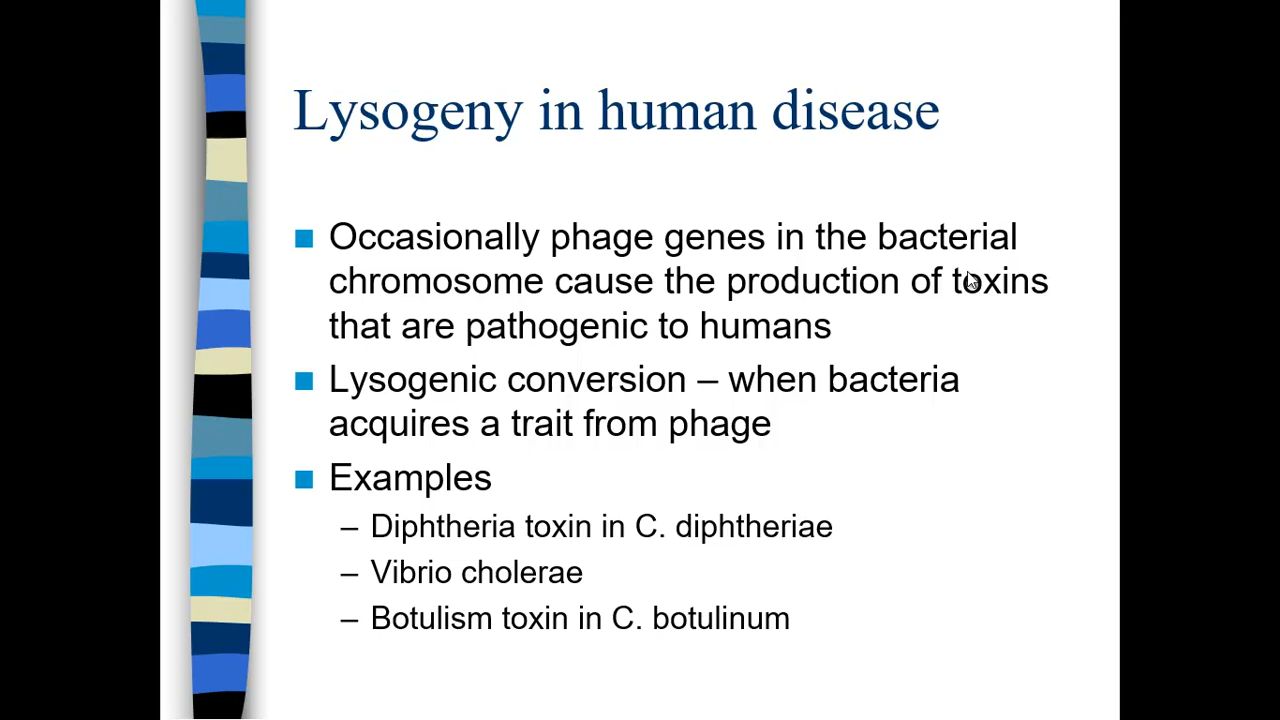 Lysogeny in human disease
Occasionally phage genes in the bacterial
chromosome cause the production of toxins
that are pathogenic to humans
Lysogenic conversion – when bacteria
acquires a trait from phage
Examples
– Diphtheria toxin in C. diphtheriae
– Vibrio cholerae
– Botulism toxin in C. botulinum